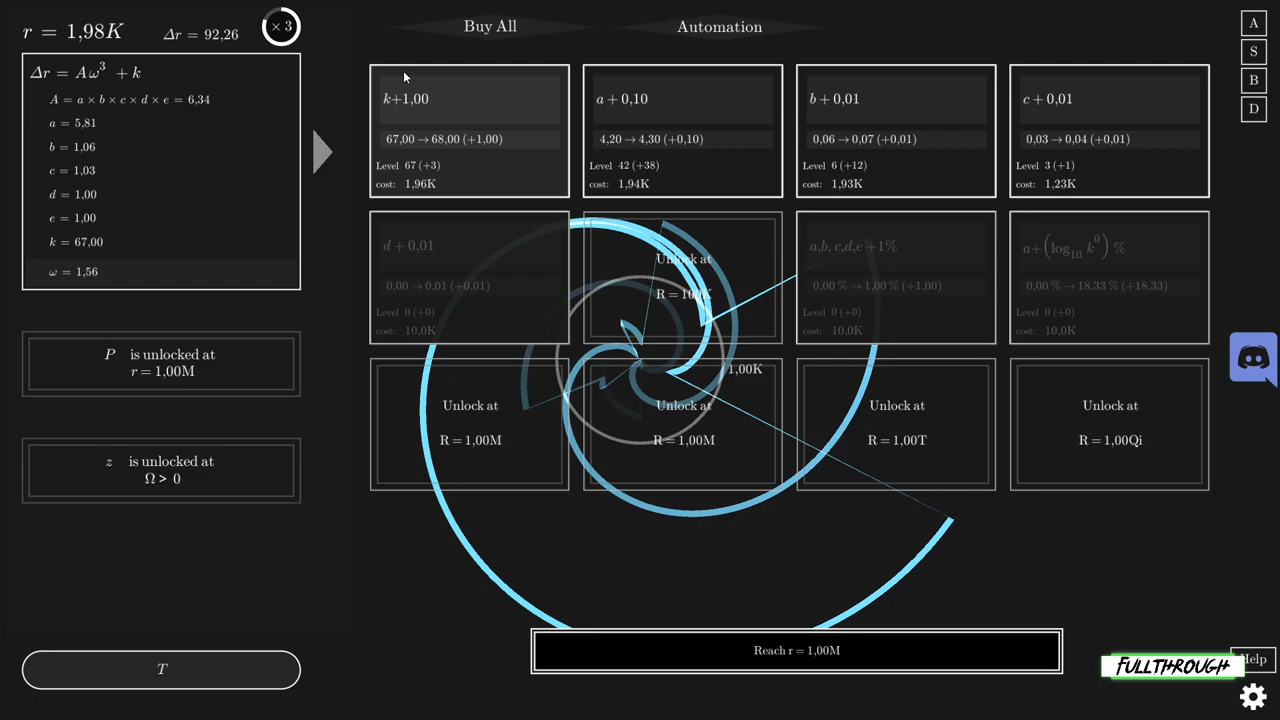 r = 1,98K
Δr = 92,26
× 3
Δr = Aω³ + k
A = a × b × c × d × e = 6,34
a = 5,81
b = 1,06
c = 1,03
d = 1,00
e = 1,00
k = 67,00
ω = 1,56
P is unlocked at
r = 1,00M
z is unlocked at
Ω > 0
T
Buy All
Automation
k+1,00
67,00 → 68,00 (+1,00)
Level 67 (+3)
cost: 1,96K
a + 0,10
4,20 → 4,30 (+0,10)
Level 42 (+38)
cost: 1,94K
b + 0,01
0,06 → 0,07 (+0,01)
Level 6 (+12)
cost: 1,93K
c + 0,01
0,03 → 0,04 (+0,01)
Level 3 (+1)
cost: 1,23K
d + 0,01
0,00 → 0,01 (+0,01)
Level 0 (+0)
cost: 10,0K
Unlock at
R = 100K
a,b,c,d,e +1%
0,00 % → 1,00 % (+1,00)
Level 0 (+0)
cost: 10,0K
a+(log₁₀ k⁰) %
0,00 % → 18,33 % (+18,33)
Level 0 (+0)
cost: 10,0K
1,00K
Unlock at
R = 1,00M
Unlock at
R = 1,00M
Unlock at
R = 1,00T
Unlock at
R = 1,00Qi
Reach r = 1,00M
A
S
B
D
FULLTHROUGH
Help